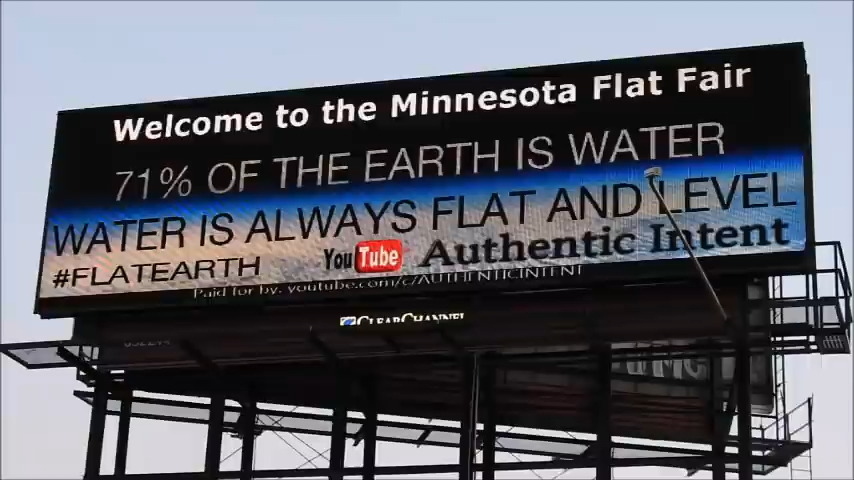 Welcome to the Minnesota Flat Fair
71% OF THE EARTH IS WATER
WATER IS ALWAYS FLAT AND LEVEL
#FLATEARTH YouTube Authentic Intent
Paid for by: youtube.com/c/AUTHENTICINTENT
CLEARCHANNEL